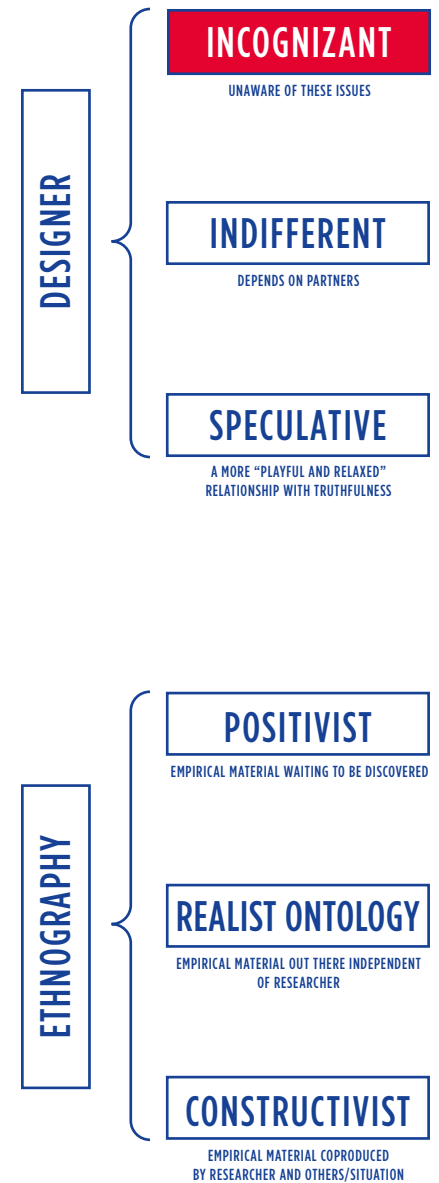 DESIGNER
INCOGNIZANT
UNAWARE OF THESE ISSUES
INDIFFERENT
DEPENDS ON PARTNERS
SPECULATIVE
A MORE “PLAYFUL AND RELAXED”
RELATIONSHIP WITH TRUTHFULNESS
ETHNOGRAPHY
POSITIVIST
EMPIRICAL MATERIAL WAITING TO BE DISCOVERED
REALIST ONTOLOGY
EMPIRICAL MATERIAL OUT THERE INDEPENDENT
OF RESEARCHER
CONSTRUCTIVIST
EMPIRICAL MATERIAL COPRODUCED
BY RESEARCHER AND OTHERS/SITUATION